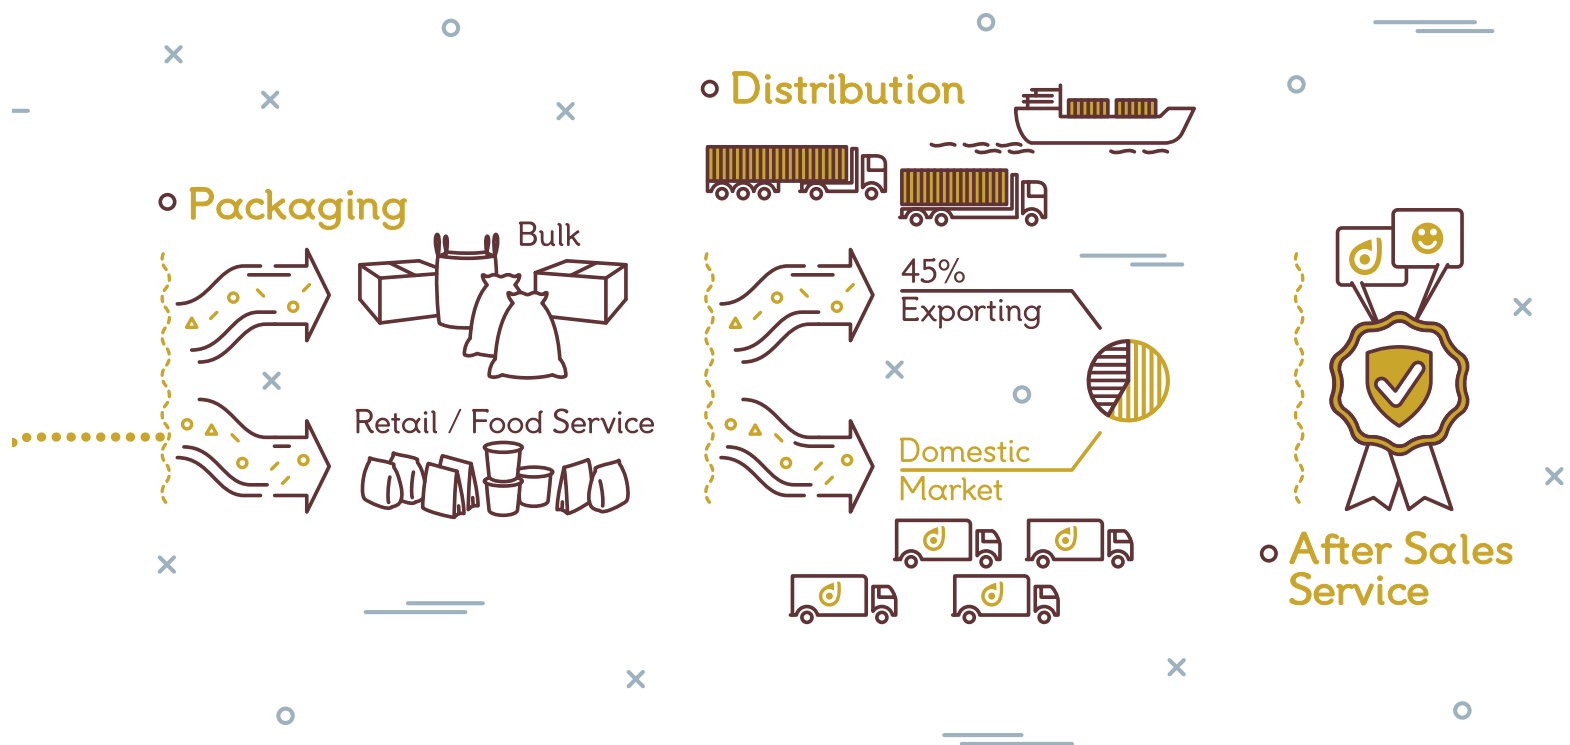 Packaging
Bulk
Retail / Food Service
Distribution
45%
Exporting
Domestic
Market
After Sales
Service